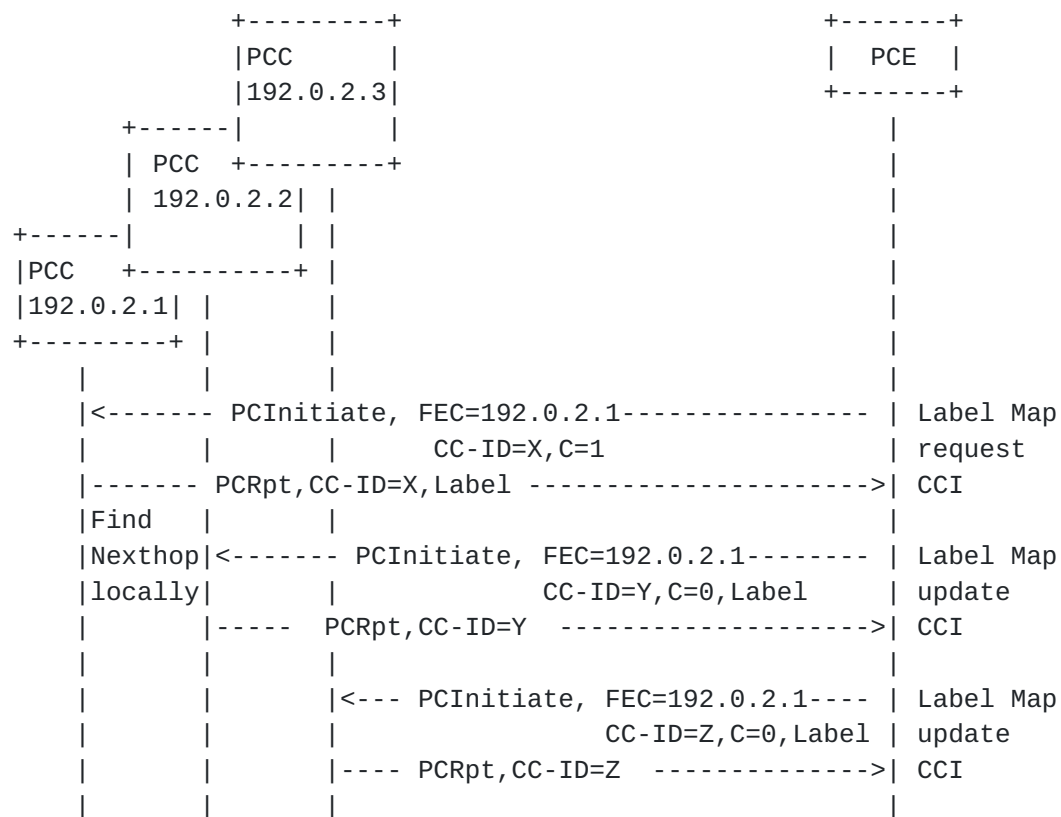 +---------+                             +-------+
|PCC      |                             |  PCE  |
|192.0.2.3|                             +-------+
+------|         |                                 |
| PCC  +---------+                                 |
| 192.0.2.2| |                                     |
+------|          | |                                     |
|PCC   +----------+ |                                     |
|192.0.2.1| |       |                                     |
+---------+ |       |                                     |
|       |       |                                     |
|<------- PCInitiate, FEC=192.0.2.1---------------- | Label Map
|       |       |      CC-ID=X,C=1                    | request
|------- PCRpt,CC-ID=X,Label ---------------------->| CCI
|Find   |       |                                     |
|Nexthop|<------- PCInitiate, FEC=192.0.2.1-------- | Label Map
|locally|       |             CC-ID=Y,C=0,Label     | update
|       |-----  PCRpt,CC-ID=Y  -------------------->| CCI
|       |       |                                     |
|       |       |<--- PCInitiate, FEC=192.0.2.1---- | Label Map
|       |       |                 CC-ID=Z,C=0,Label | update
|       |       |---- PCRpt,CC-ID=Z  -------------->| CCI
|       |       |                                     |